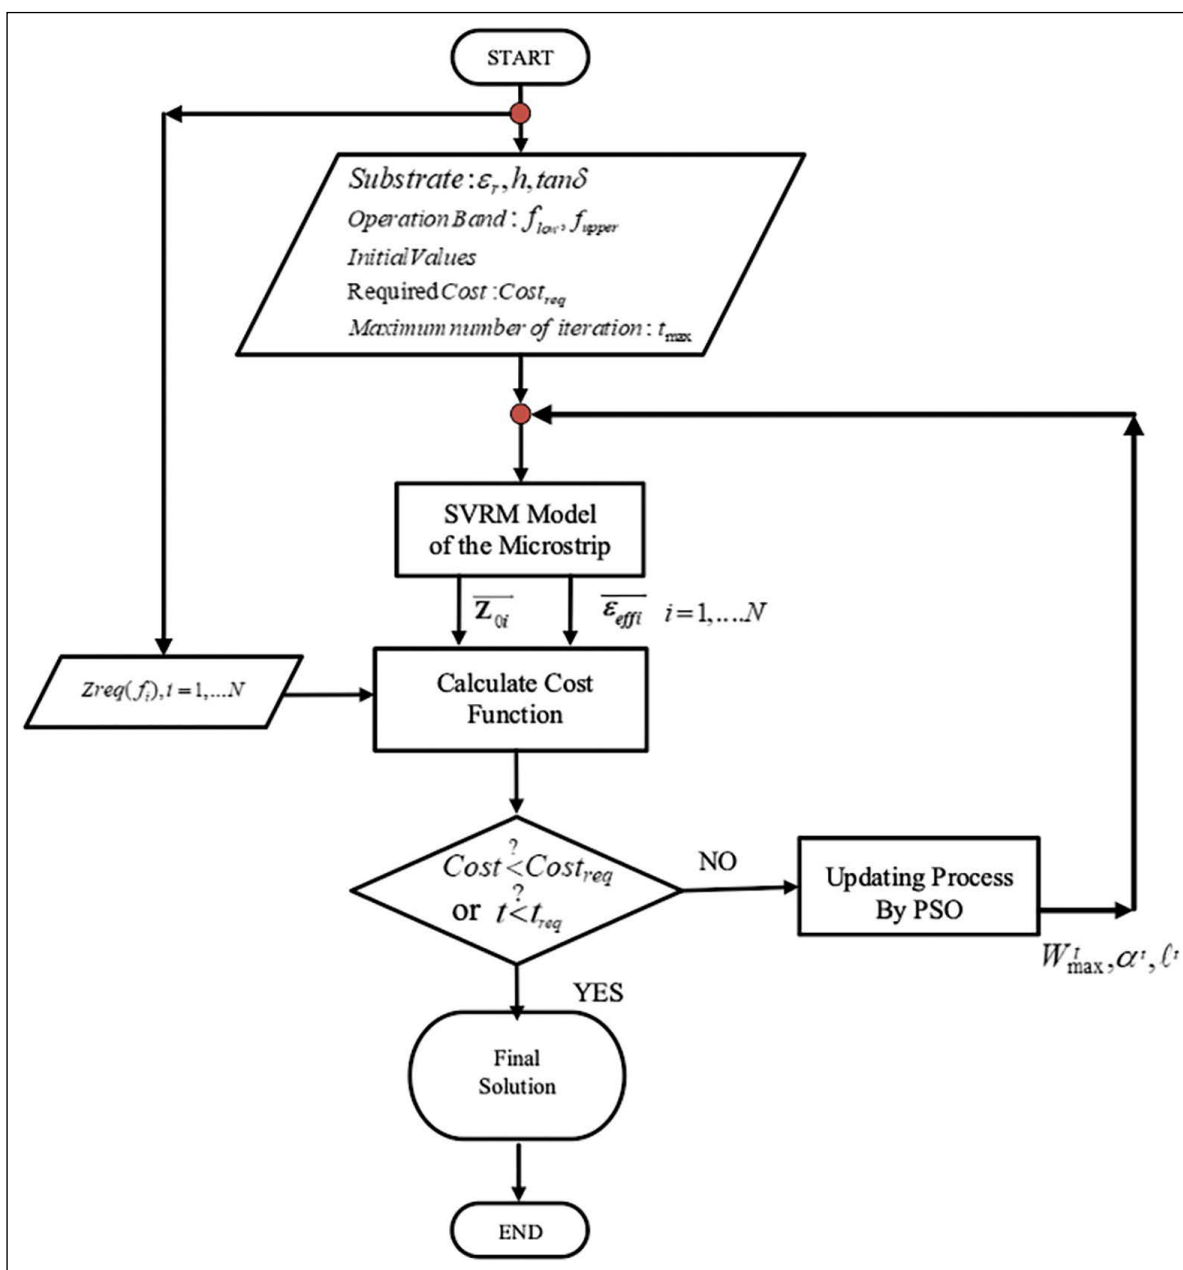 START
Substrate:εr,h,tanδ
Operation Band: flow, fupper
Initial Values
Required Cost:Costreq
Maximum number of iteration: tmax
SVRM Model
of the Microstrip
Z0i εeffi i=1,....N
Zreq(fi),i=1,...N
Calculate Cost
Function
?
Cost<Costreq
?
or t<treq
NO
Updating Process
By PSO
Wtmax,αt,ℓt
YES
Final
Solution
END